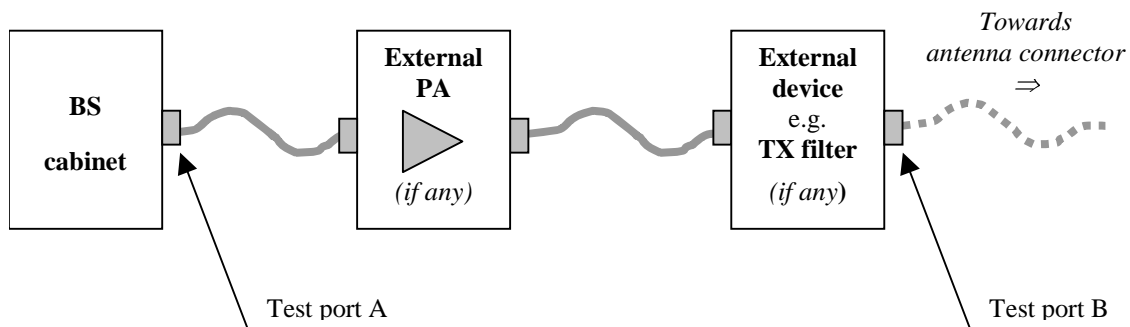 BS
cabinet
External
PA
(if any)
External
device
e.g.
TX filter
(if any)
Towards
antenna connector
⇒
Test port A
Test port B